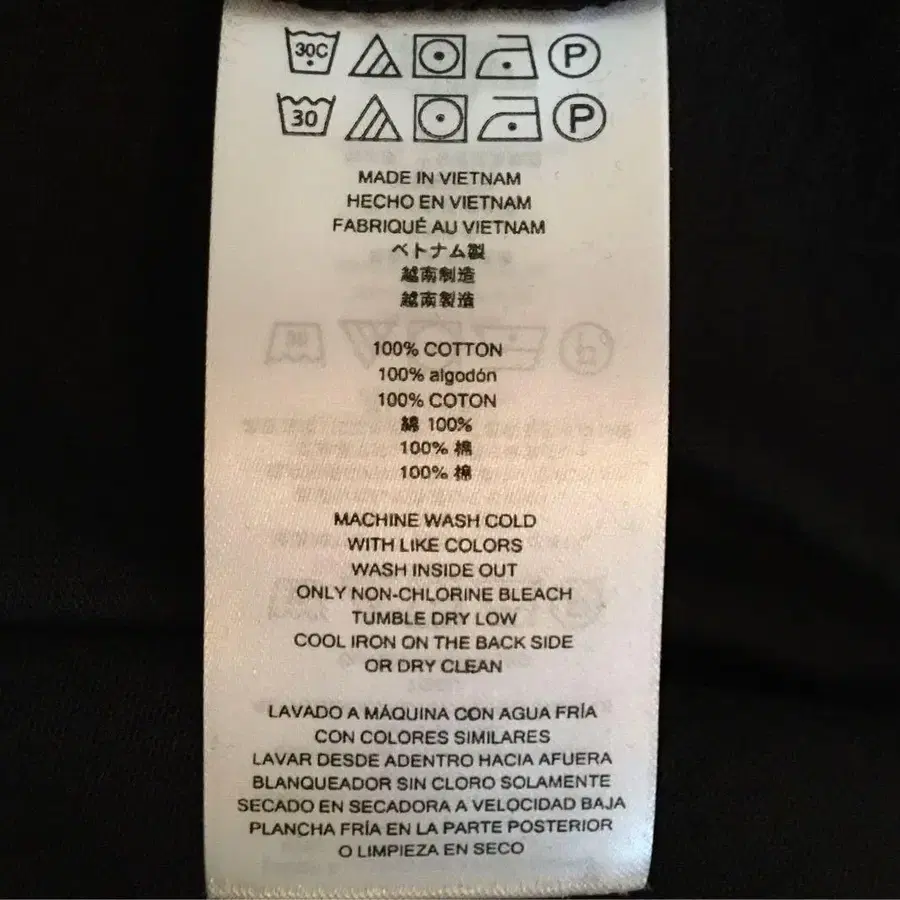 30C P
30 P
MADE IN VIETNAM
HECHO EN VIETNAM
FABRIQUÉ AU VIETNAM
ベトナム製
越南制造
越南製造
100% COTTON
100% algodón
100% COTON
綿 100%
100% 棉
100% 棉
MACHINE WASH COLD
WITH LIKE COLORS
WASH INSIDE OUT
ONLY NON-CHLORINE BLEACH
TUMBLE DRY LOW
COOL IRON ON THE BACK SIDE
OR DRY CLEAN
LAVADO A MÁQUINA CON AGUA FRÍA
CON COLORES SIMILARES
LAVAR DESDE ADENTRO HACIA AFUERA
BLANQUEADOR SIN CLORO SOLAMENTE
SECADO EN SECADORA A VELOCIDAD BAJA
PLANCHA FRÍA EN LA PARTE POSTERIOR
O LIMPIEZA EN SECO